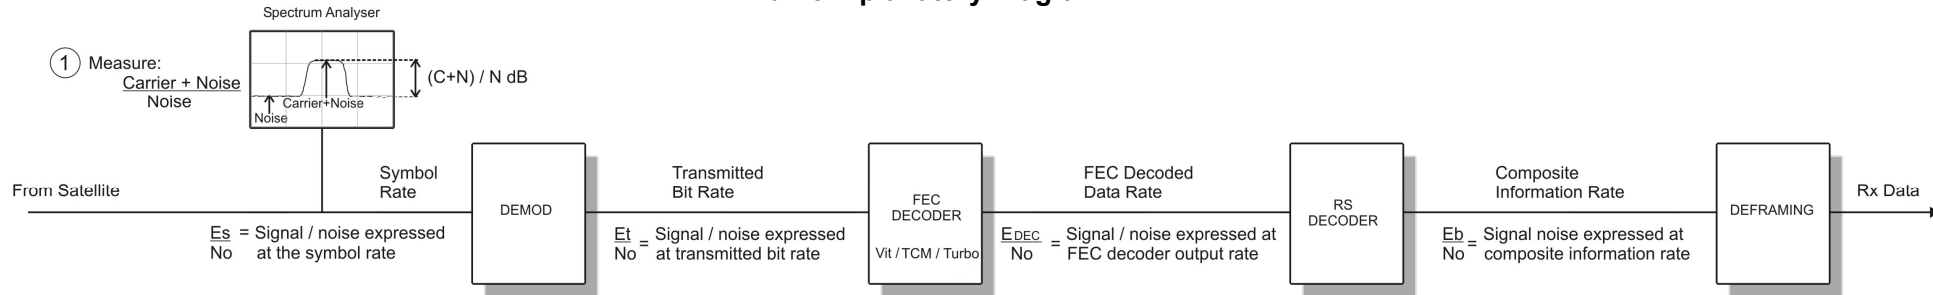 Spectrum Analyser
1 Measure:
Carrier + Noise
Noise
(C+N) / N dB
Carrier+Noise
Noise
From Satellite
Symbol
Rate
DEMOD
Transmitted
Bit Rate
FEC
DECODER
Vit / TCM / Turbo
FEC Decoded
Data Rate
RS
DECODER
Composite
Information Rate
DEFRAMING
Rx Data
Es = Signal / noise expressed
No at the symbol rate
Et = Signal / noise expressed
No at transmitted bit rate
EDEC = Signal / noise expressed at
No FEC decoder output rate
Eb = Signal noise expressed at
No composite information rate